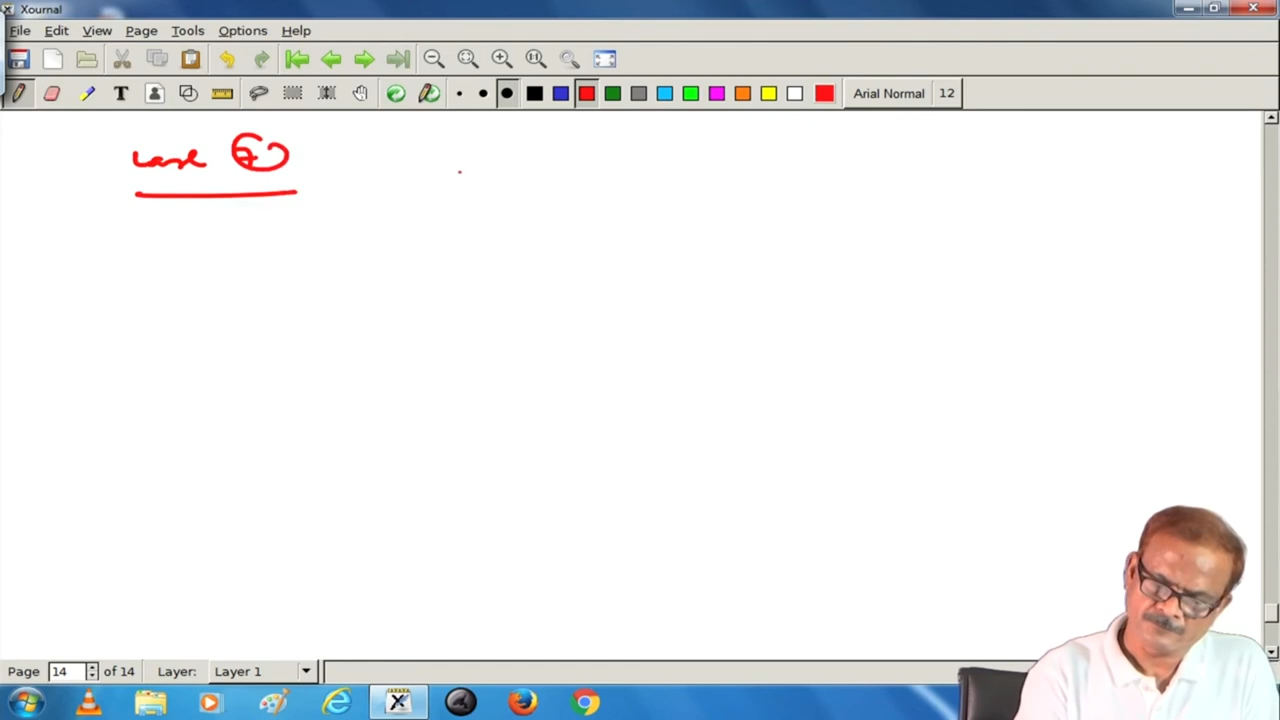 Xournal
File Edit View Page Tools Options Help
Arial Normal 12
case
Page 14 of 14 Layer: Layer 1